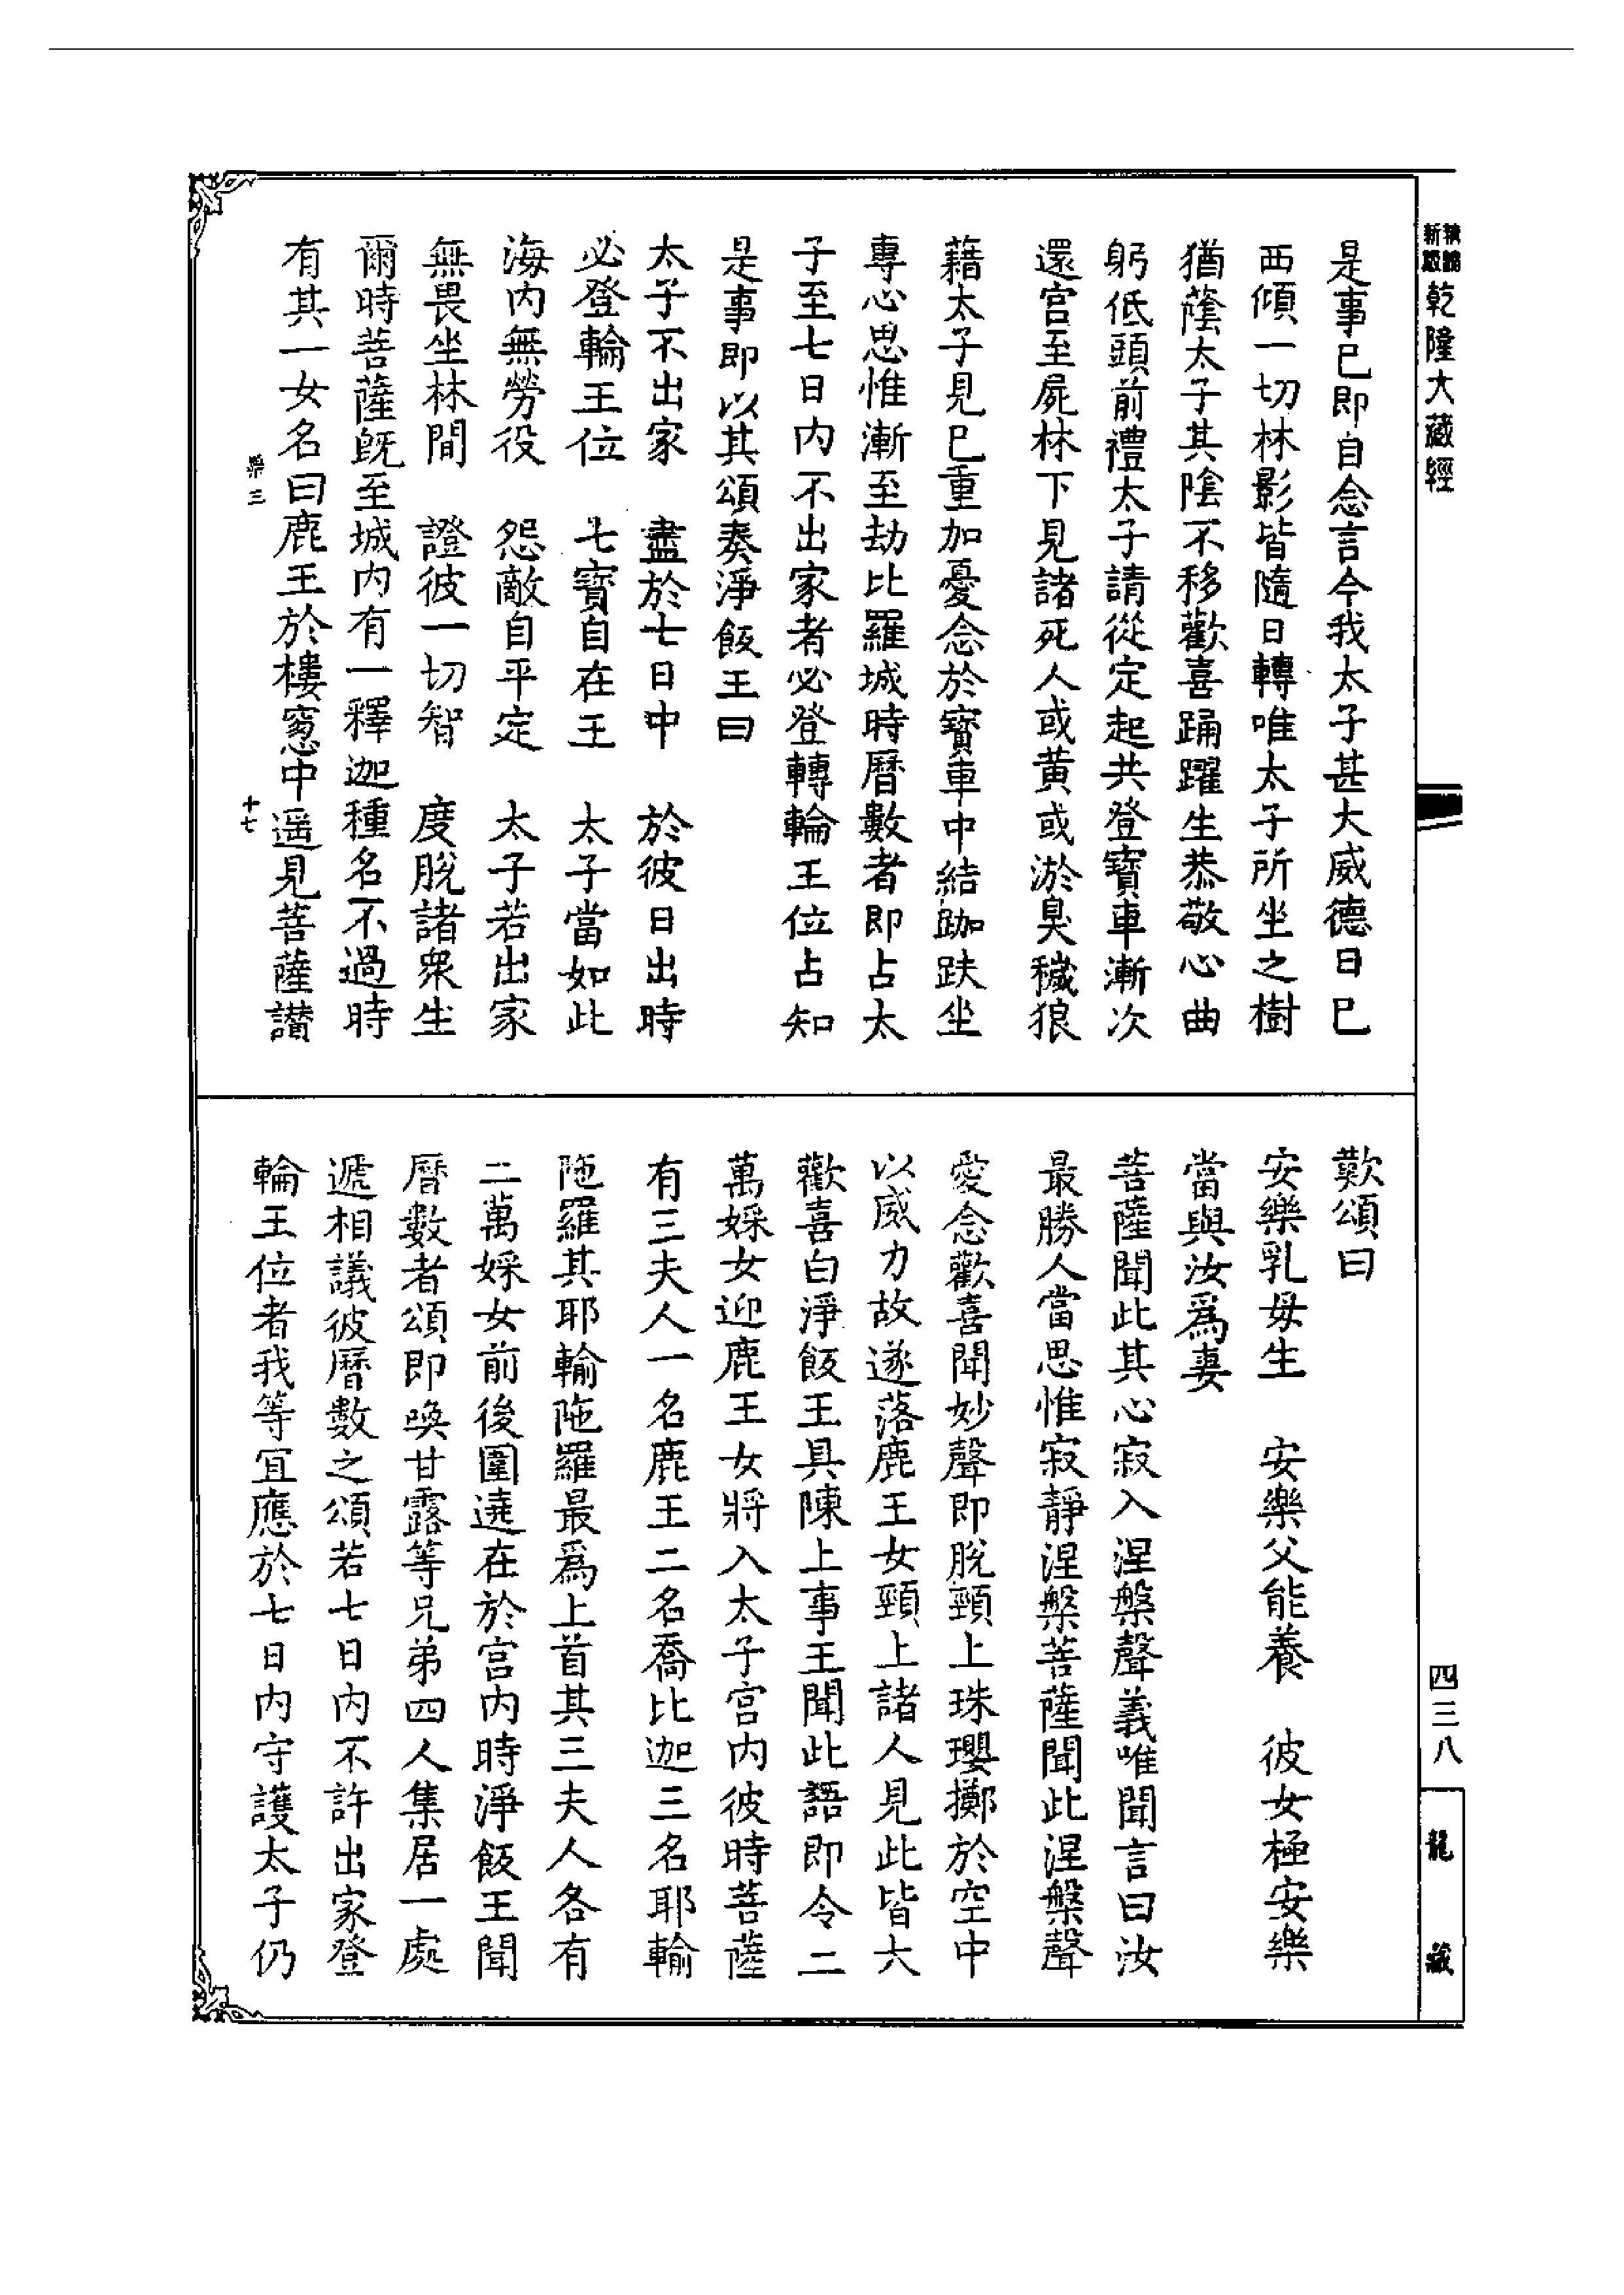 乾隆大藏經
是事已即自念言今我太子甚大威德日已
西傾一切林影皆隨日轉唯太子所坐之樹
猶蔭太子其陰不移歡喜踊躍生恭敬心曲
躬低頭前禮太子請從定起共登寶車漸次
還宮至屍林下見諸死人或黃或淤臭穢狼
藉太子見已重加憂念於寶車中結跏趺坐
專心思惟漸至劫比羅城時曆數者即占太
子至七日內不出家者必登轉輪王位占知
是事即以其頌奏淨飯王曰
太子不出家　盡於七日中　於彼日出時
必登輪王位　七寶自在王　太子當如此
海內無勞役　怨敵自平定　太子若出家
無畏坐林間　證彼一切智　度脫諸衆生
爾時菩薩既至城內有一釋迦種名不過時
有其一女名曰鹿王於樓窻中遥見菩薩讃
十七
歎頌曰
安樂乳母生　安樂父能養　彼女極安樂
當與汝爲妻
菩薩聞此其心寂入涅槃聲義唯聞言曰汝
最勝人當思惟寂靜涅槃菩薩聞此涅槃聲
愛念歡喜聞妙聲即脫頸上珠瓔擲於空中
以威力故遂落鹿王女頸上諸人見此皆大
歡喜白淨飯王具陳上事王聞此語即令二
萬婇女迎鹿王女將入太子宮內彼時菩薩
有三夫人一名鹿王二名喬比迦三名耶輸
陁羅其耶輸陁羅最爲上首其三夫人各有
二萬婇女前後圍遶在於宮內時淨飯王聞
曆數者頌即喚甘露等兄弟四人集居一處
遞相議彼曆數之頌若七日內不許出家登
輪王位者我等宜應於七日內守護太子仍
四三八
龍藏